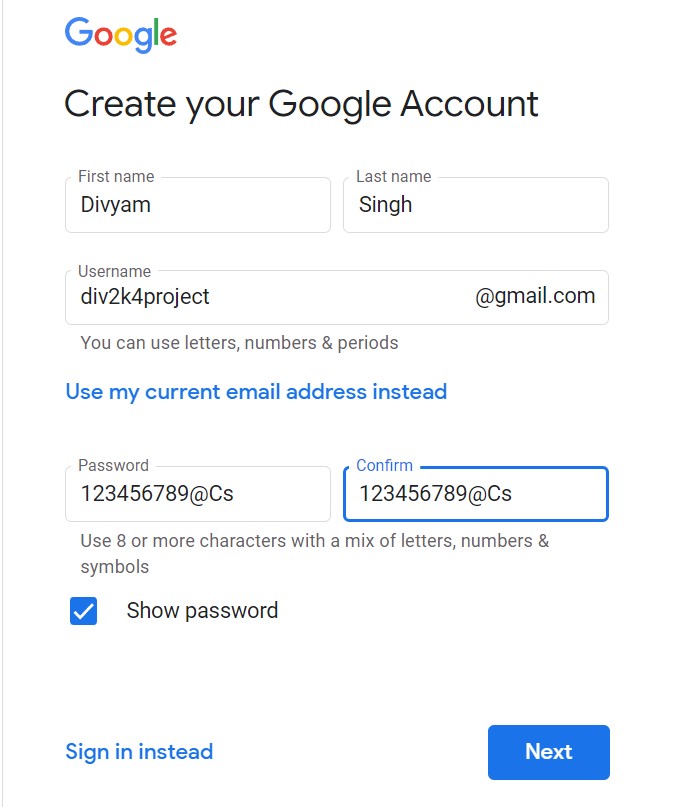 Google
Create your Google Account
First name
Last name
Divyam
Singh
Username
div2k4project
@gmail.com
You can use letters, numbers & periods
Use my current email address instead
Password
Confirm
123456789@Cs
123456789@Cs
Use 8 or more characters with a mix of letters, numbers &
symbols
Show password
Sign in instead
Next